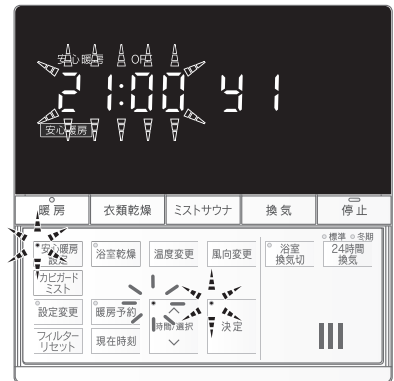 安心暖房 OFF
21:00 y1
安心暖房
暖房 衣類乾燥 ミストサウナ 換気 停止
標準 冬期
安心暖房設定 浴室乾燥 温度変更 風向変更 浴室換気切 24時間換気
カビガードミスト
設定変更 暖房予約 時間/選択 決定
フィルターリセット 現在時刻